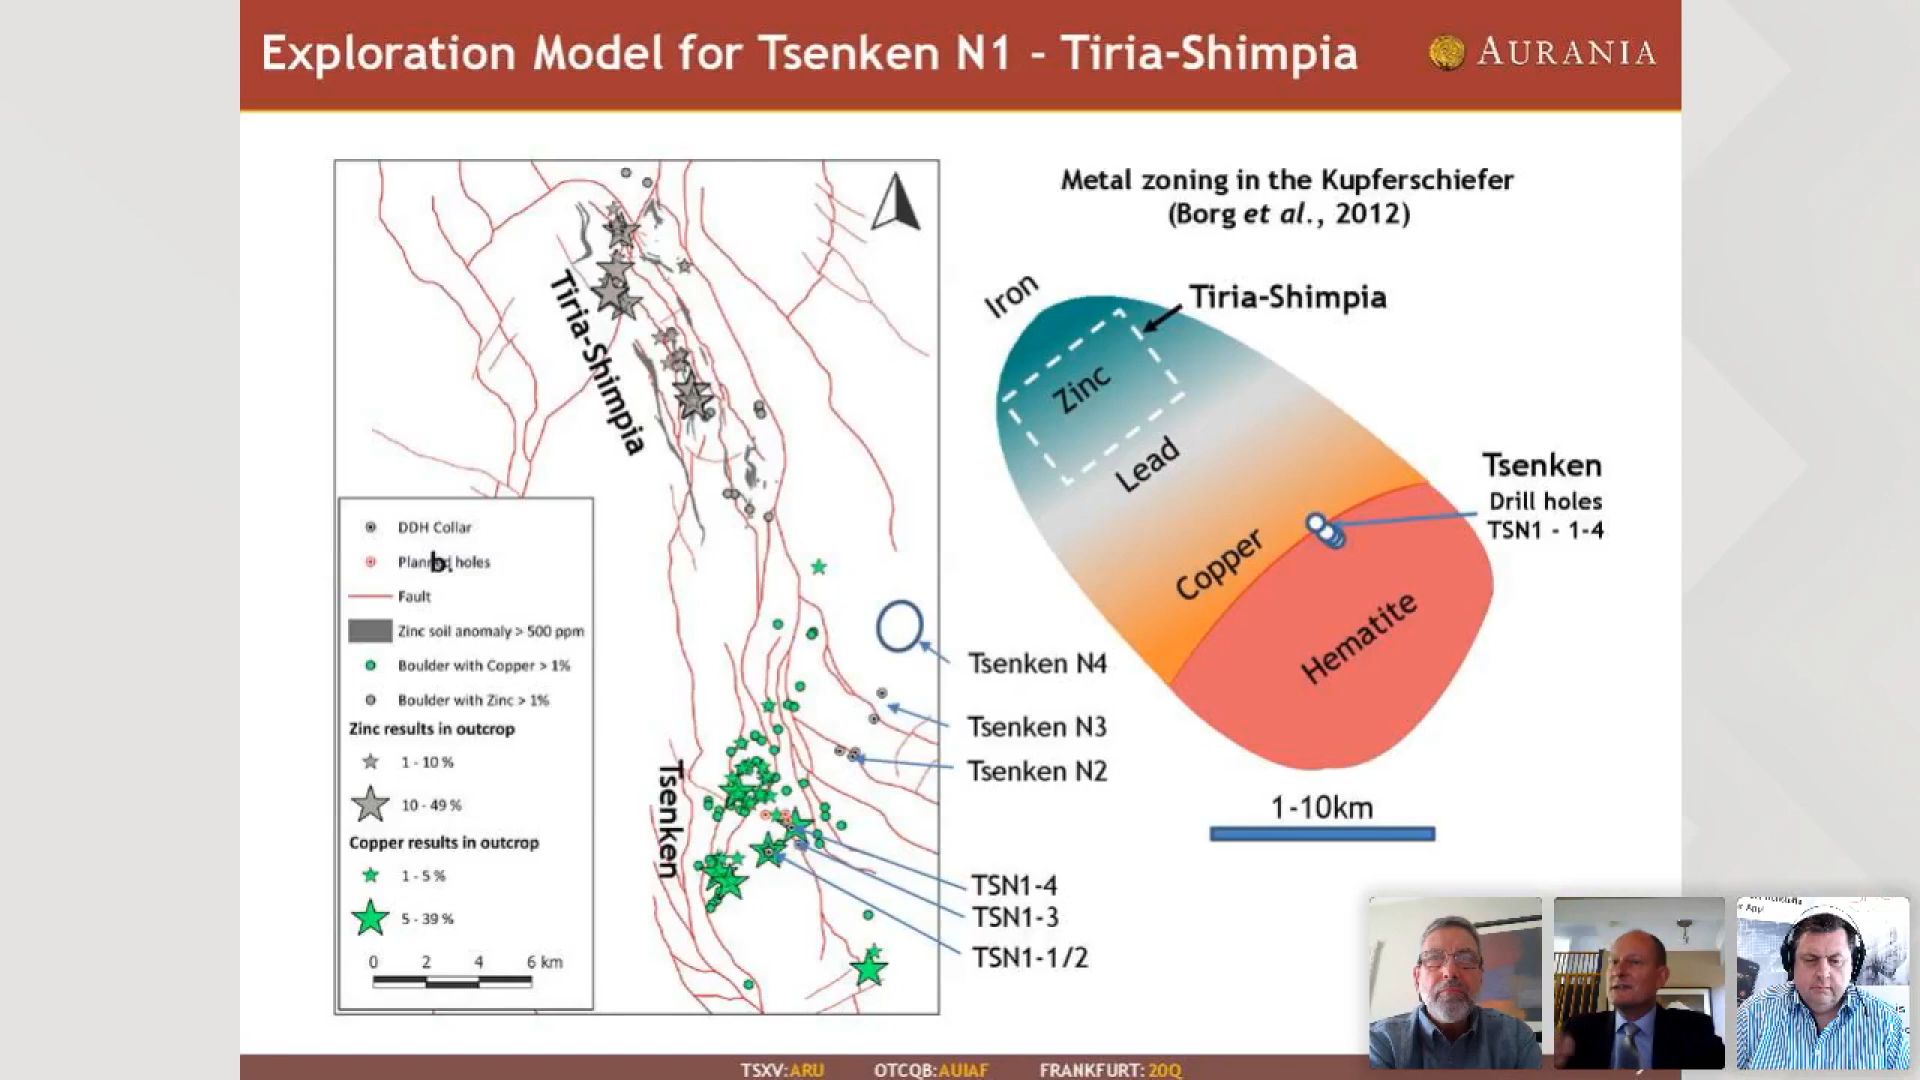 Exploration Model for Tsenken N1 - Tiria-Shimpia
AURANIA
Tiria-Shimpia
DDH Collar
Planned holes
b.
Fault
Zinc soil anomaly > 500 ppm
Boulder with Copper > 1%
Boulder with Zinc > 1%
Zinc results in outcrop
1 - 10 %
10 - 49 %
Copper results in outcrop
1 - 5 %
5 - 39 %
0 2 4 6 km
Tsenken
Tsenken N4
Tsenken N3
Tsenken N2
TSN1-4
TSN1-3
TSN1-1/2
Metal zoning in the Kupferschiefer
(Borg et al., 2012)
Iron
Tiria-Shimpia
Zinc
Lead
Copper
Hematite
Tsenken
Drill holes
TSN1 - 1-4
1-10km
TSXV:ARU OTCQB:AUIAF FRANKFURT: 20Q